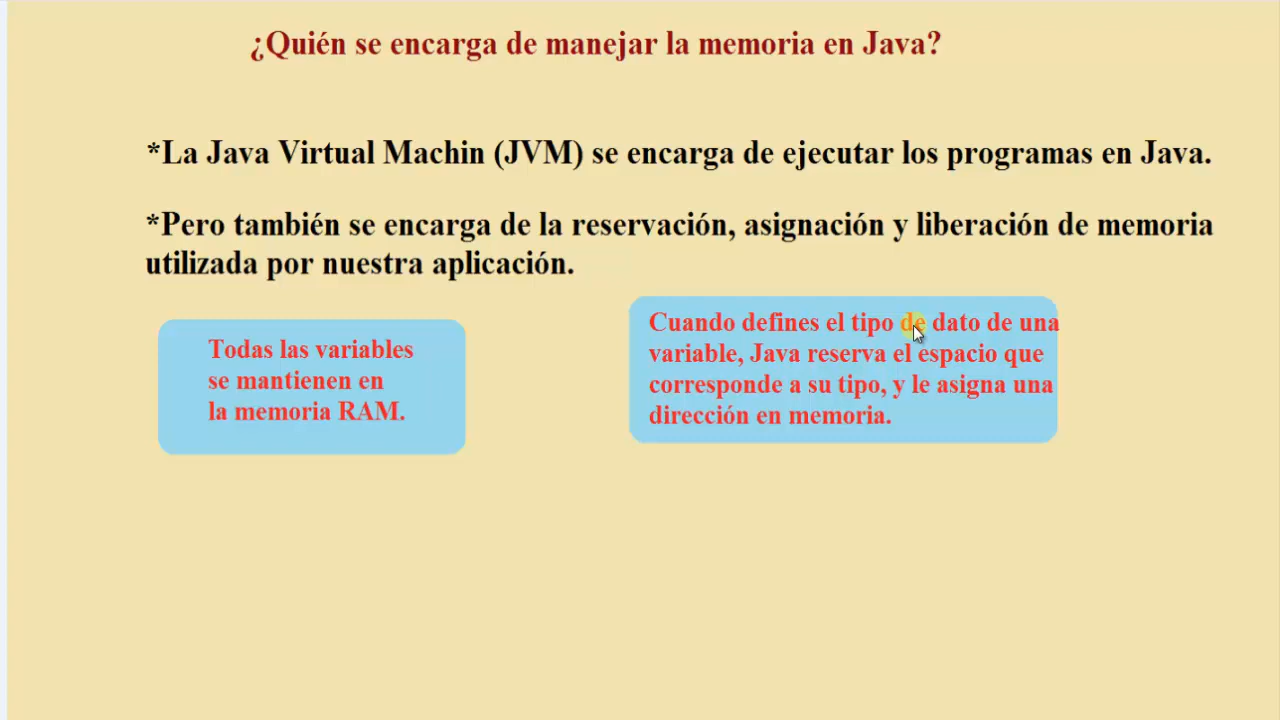 ¿Quién se encarga de manejar la memoria en Java?
*La Java Virtual Machin (JVM) se encarga de ejecutar los programas en Java.
*Pero también se encarga de la reservación, asignación y liberación de memoria
utilizada por nuestra aplicación.
Todas las variables
se mantienen en
la memoria RAM.
Cuando defines el tipo de dato de una
variable, Java reserva el espacio que
corresponde a su tipo, y le asigna una
dirección en memoria.